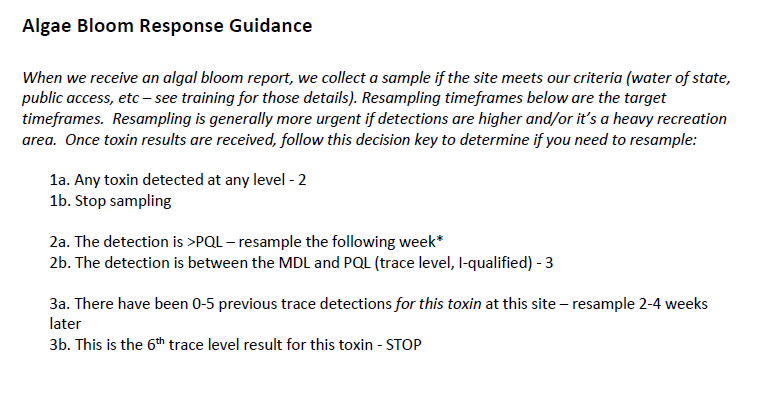 Algae Bloom Response Guidance
When we receive an algal bloom report, we collect a sample if the site meets our criteria (water of state,
public access, etc – see training for those details). Resampling timeframes below are the target
timeframes.  Resampling is generally more urgent if detections are higher and/or it's a heavy recreation
area.  Once toxin results are received, follow this decision key to determine if you need to resample:
1a. Any toxin detected at any level - 2
1b. Stop sampling
2a. The detection is >PQL – resample the following week*
2b. The detection is between the MDL and PQL (trace level, I-qualified) - 3
3a. There have been 0-5 previous trace detections for this toxin at this site – resample 2-4 weeks
later
3b. This is the 6th trace level result for this toxin - STOP